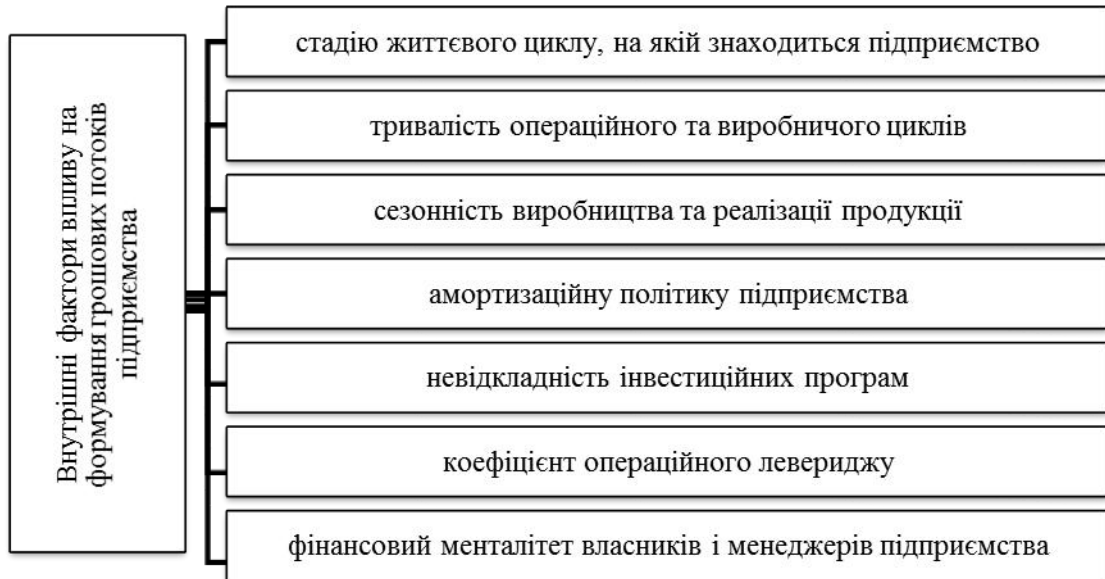 Внутрішні фактори впливу на
формування грошових потоків
підприємства
стадію життєвого циклу, на якій знаходиться підприємство
тривалість операційного та виробничого циклів
сезонність виробництва та реалізації продукції
амортизаційну політику підприємства
невідкладність інвестиційних програм
коефіцієнт операційного левериджу
фінансовий менталітет власників і менеджерів підприємства